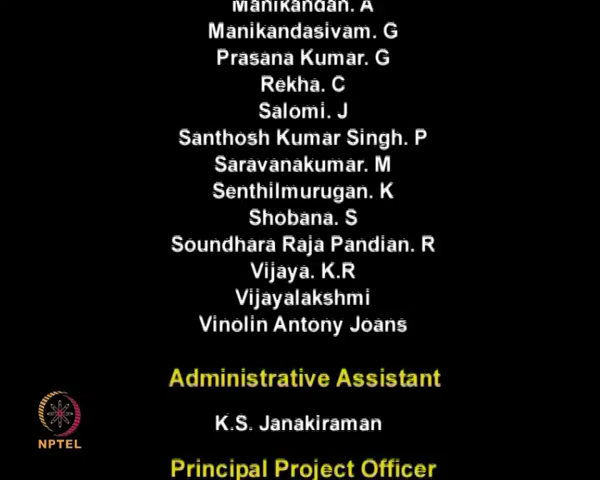 Manikandan. A
Manikandasivam. G
Prasana Kumar. G
Rekha. C
Salomi. J
Santhosh Kumar Singh. P
Saravanakumar. M
Senthilmurugan. K
Shobana. S
Soundhara Raja Pandian. R
Vijaya. K.R
Vijayalakshmi
Vinolin Antony Joans
Administrative Assistant
K.S. Janakiraman
NPTEL
Principal Project Officer